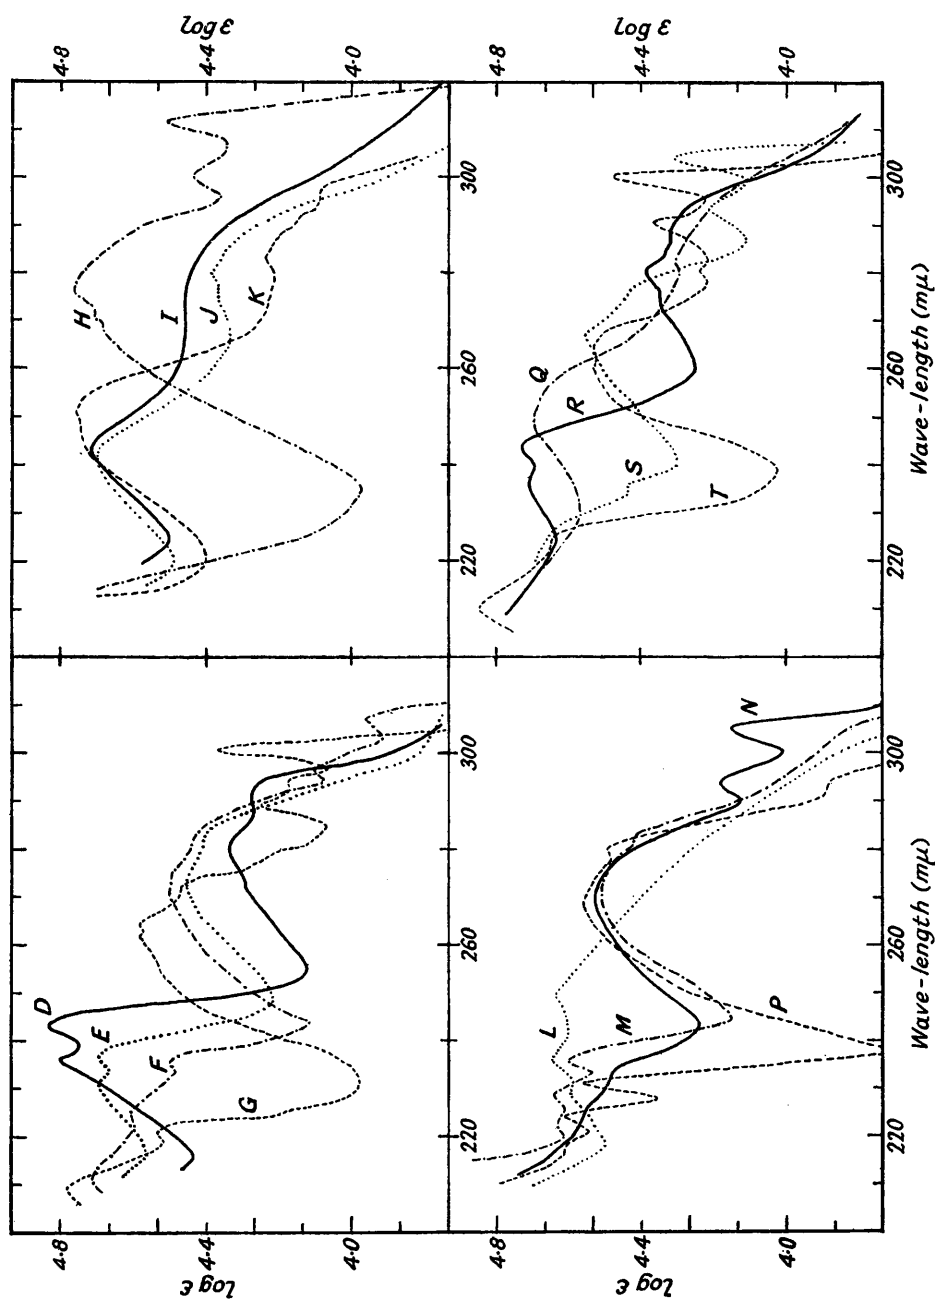 log ε
4·8
4·4
4·0
D
E
F
G
H
I
J
K
4·8
4·4
4·0
log ε
220
260
300
220
260
300
log ε
4·8
4·4
4·0
L
M
N
P
Q
R
S
T
4·8
4·4
4·0
log ε
220
260
300
220
260
300
Wave-length (mμ)
Wave-length (mμ)